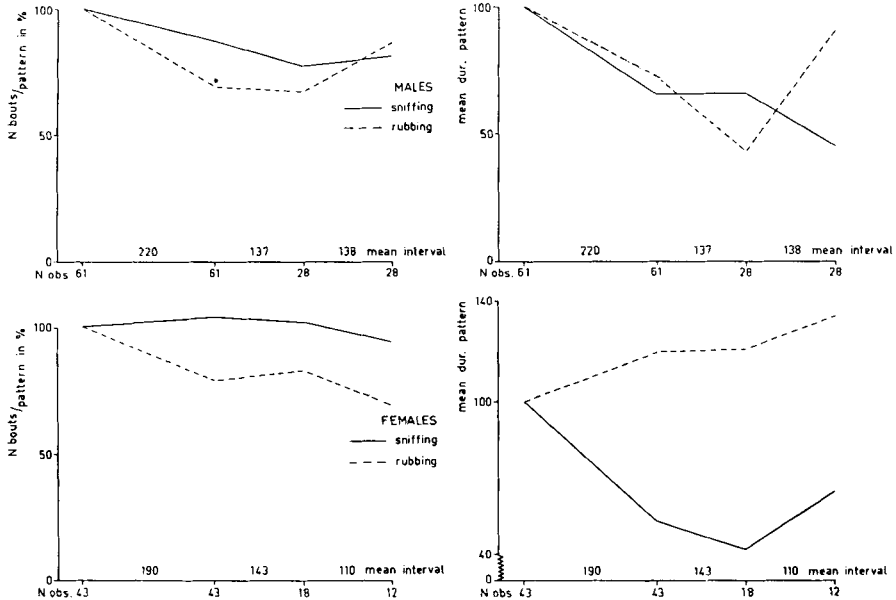 100
50
0
N bouts/pattern in %
*
MALES
sniffing
rubbing
220 137 138 mean interval
N obs. 61 61 28 28
100
50
0
mean dur. pattern
220 137 138 mean interval
N obs. 61 61 28 28
100
50
0
N bouts/pattern in %
FEMALES
sniffing
rubbing
190 143 110 mean interval
N obs. 43 43 18 12
140
100
40
0
mean dur. pattern
190 143 110 mean interval
N obs. 43 43 18 12